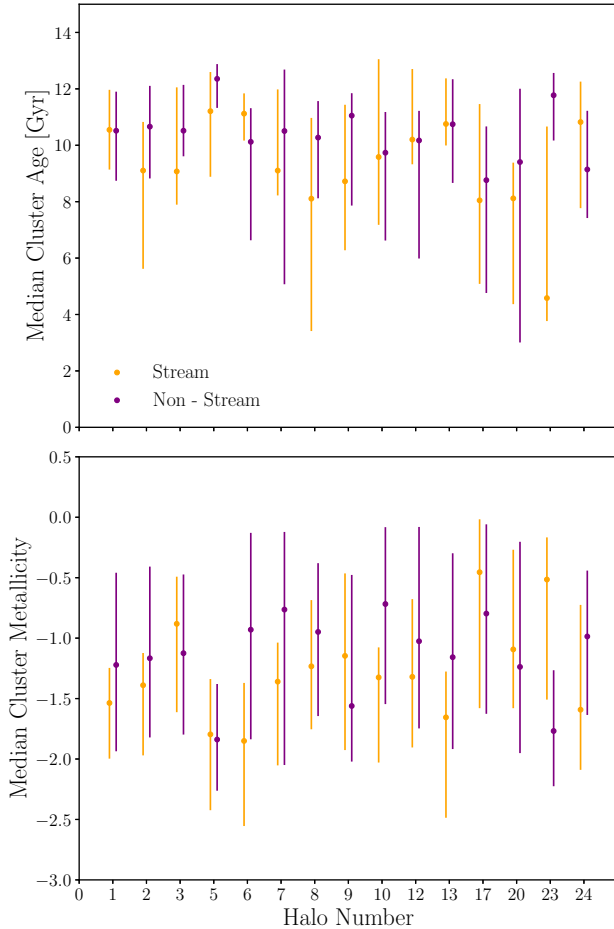 14
12
10
8
6
4
2
0
Median Cluster Age [Gyr]
Stream
Non - Stream
0.5
0.0
−0.5
−1.0
−1.5
−2.0
−2.5
−3.0
Median Cluster Metallicity
0 1 2 3 5 6 7 8 9 10 12 13 17 20 23 24
Halo Number